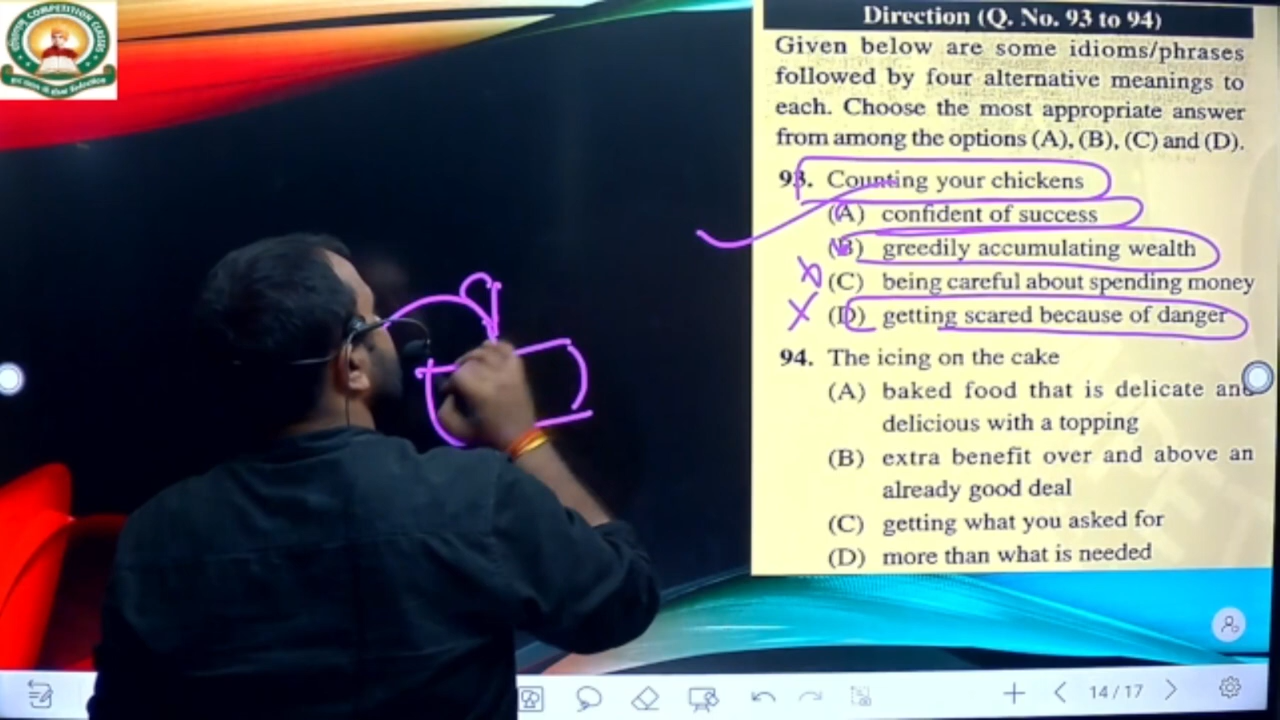 Direction (Q. No. 93 to 94)
Given below are some idioms/phrases
followed by four alternative meanings to
each. Choose the most appropriate answer
from among the options (A), (B), (C) and (D).
93. Counting your chickens
(A) confident of success
(B) greedily accumulating wealth
(C) being careful about spending money
(D) getting scared because of danger
94. The icing on the cake
(A) baked food that is delicate and
delicious with a topping
(B) extra benefit over and above an
already good deal
(C) getting what you asked for
(D) more than what is needed
14/17